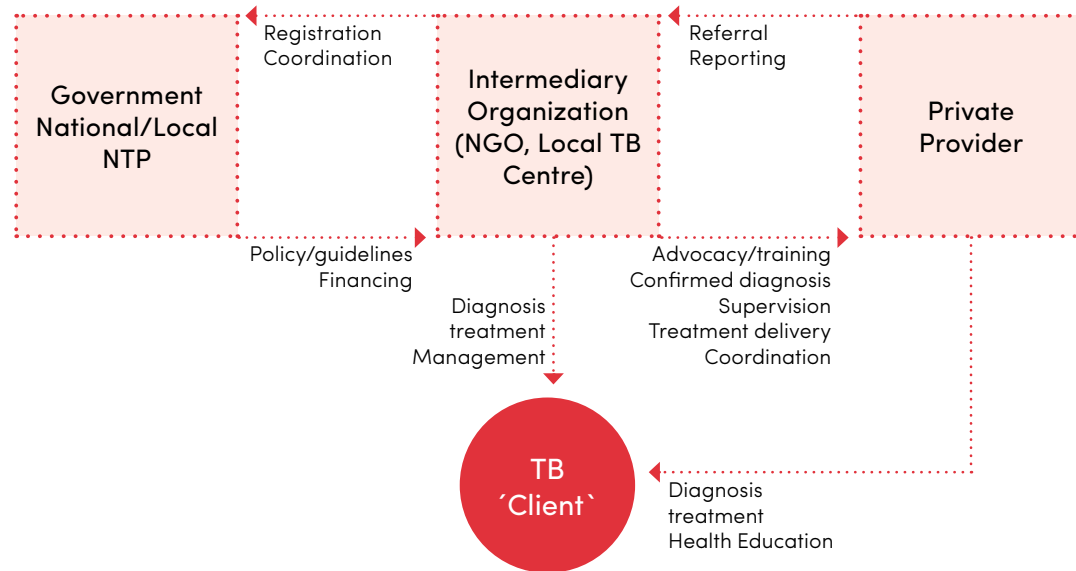 Government
National/Local
NTP
Registration
Coordination
Intermediary
Organization
(NGO, Local TB
Centre)
Referral
Reporting
Private
Provider
Policy/guidelines
Financing
Advocacy/training
Confirmed diagnosis
Supervision
Treatment delivery
Coordination
Diagnosis
treatment
Management
TB
´Client`
Diagnosis
treatment
Health Education